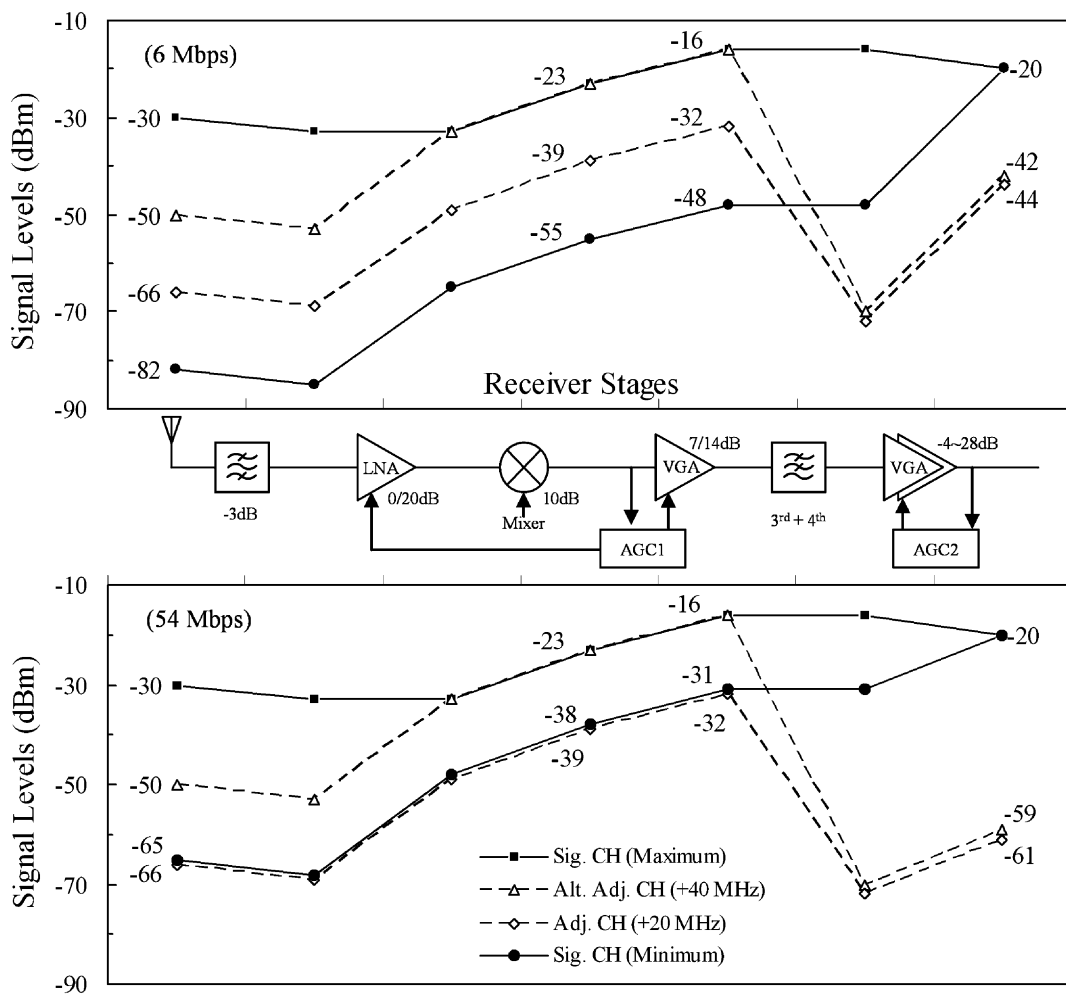 -10
(6 Mbps)
-16
-23
-20
-30
-30
-32
-39
-42
-50
-50
-44
-48
-55
-66
-70
-82
-90
Signal Levels (dBm)
Receiver Stages
7/14dB
-4~28dB
LNA
VGA
VGA
0/20dB
10dB
-3dB
Mixer
3rd + 4th
AGC1
AGC2
-10
(54 Mbps)
-16
-23
-20
-30
-30
-31
-38
-32
-39
-50
-50
-59
-65
-61
-66
-70
-90
Signal Levels (dBm)
Sig. CH (Maximum)
Alt. Adj. CH (+40 MHz)
Adj. CH (+20 MHz)
Sig. CH (Minimum)